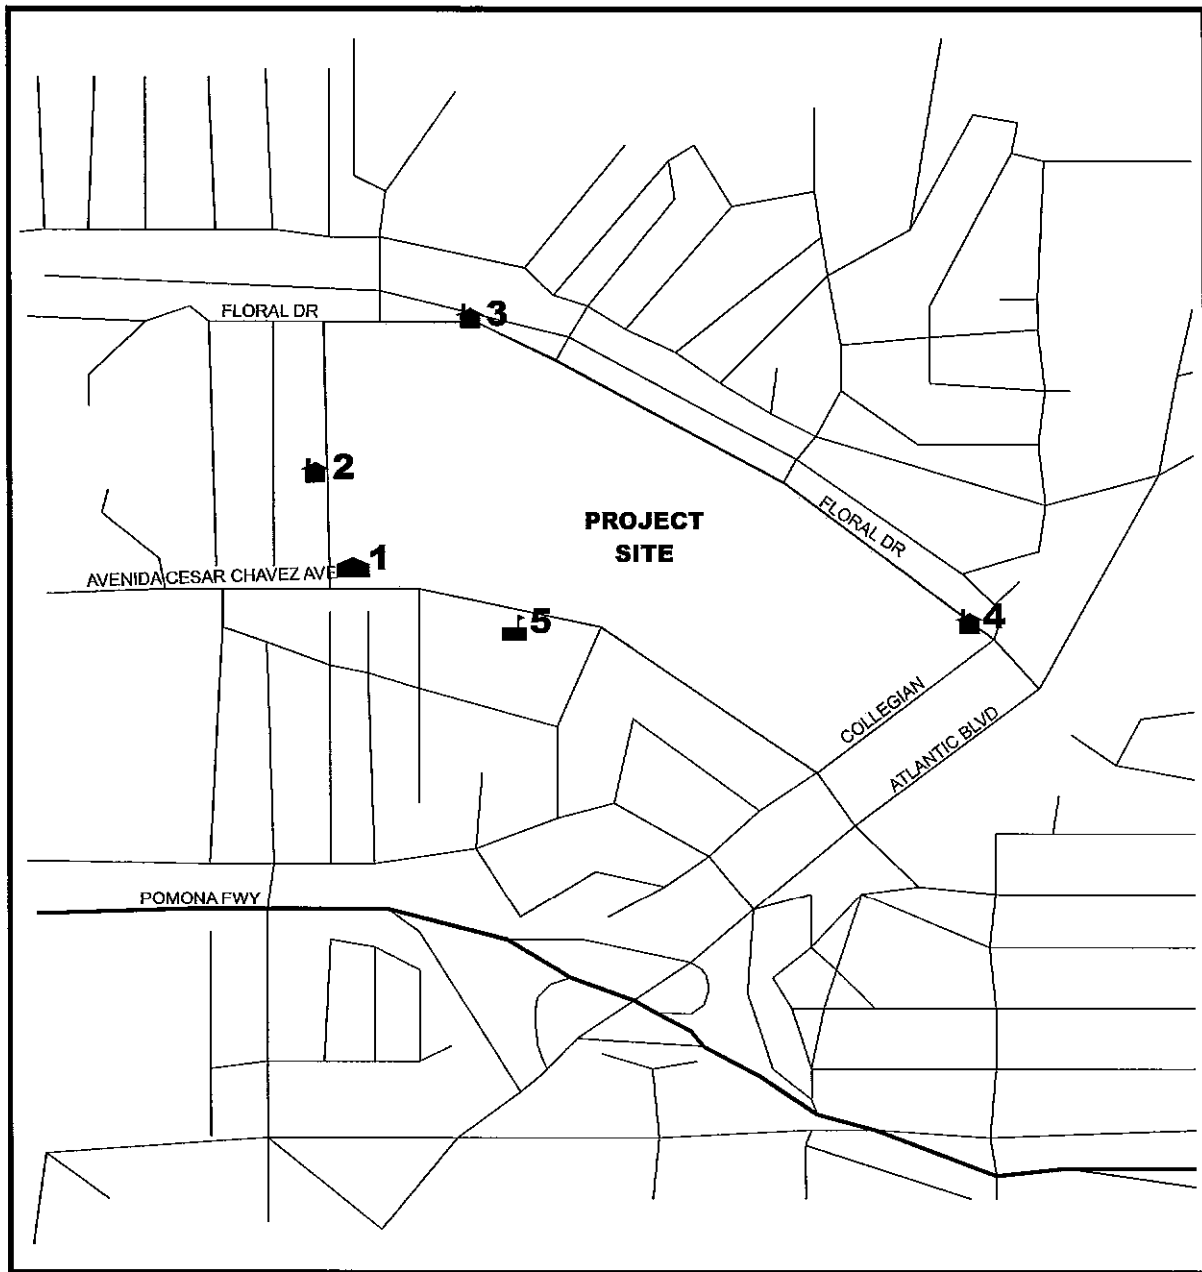 FLORAL DR
3
2
PROJECT
SITE
FLORAL DR
1
AVENIDA CESAR CHAVEZ AVE
5
4
COLLEGIAN
ATLANTIC BLVD
POMONA FWY